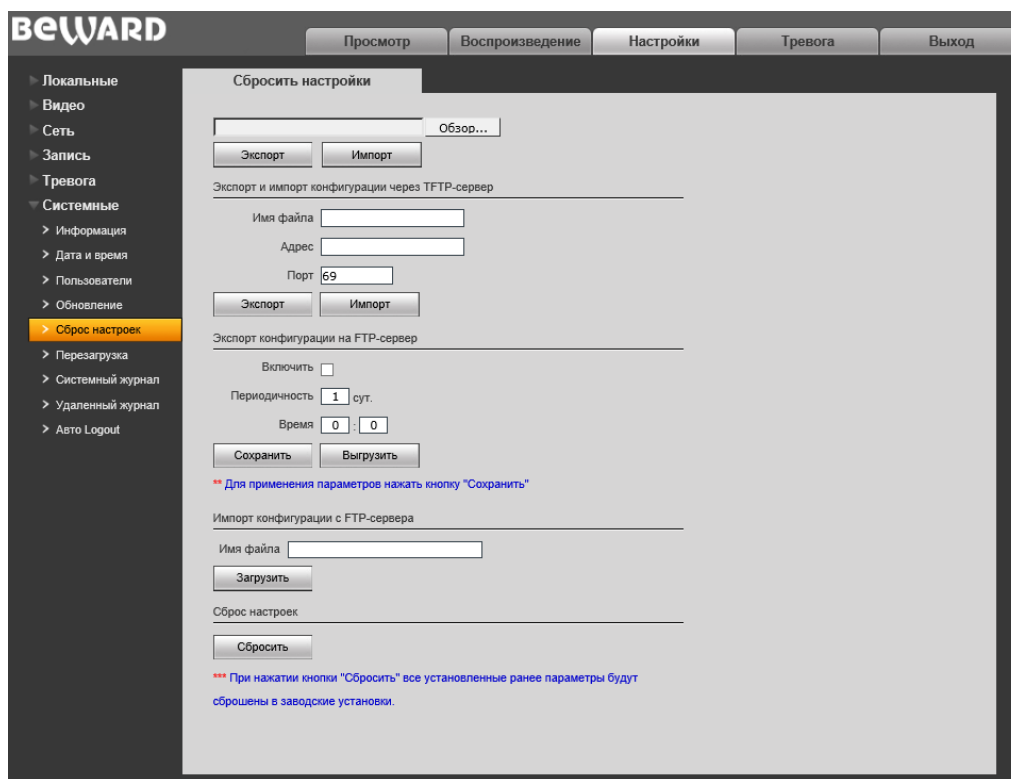 BEWARD
Просмотр
Воспроизведение
Настройки
Тревога
Выход
Локальные
Видео
Сеть
Запись
Тревога
Системные
Информация
Дата и время
Пользователи
Обновление
Сброс настроек
Перезагрузка
Системный журнал
Удаленный журнал
Авто Logout
Сбросить настройки
Обзор...
Экспорт Импорт
Экспорт и импорт конфигурации через TFTP-сервер
Имя файла
Адрес
Порт 69
Экспорт Импорт
Экспорт конфигурации на FTP-сервер
Включить
Периодичность 1 сут.
Время 0 : 0
Сохранить Выгрузить
** Для применения параметров нажать кнопку "Сохранить"
Импорт конфигурации с FTP-сервера
Имя файла
Загрузить
Сброс настроек
Сбросить
*** При нажатии кнопки "Сбросить" все установленные ранее параметры будут
сброшены в заводские установки.